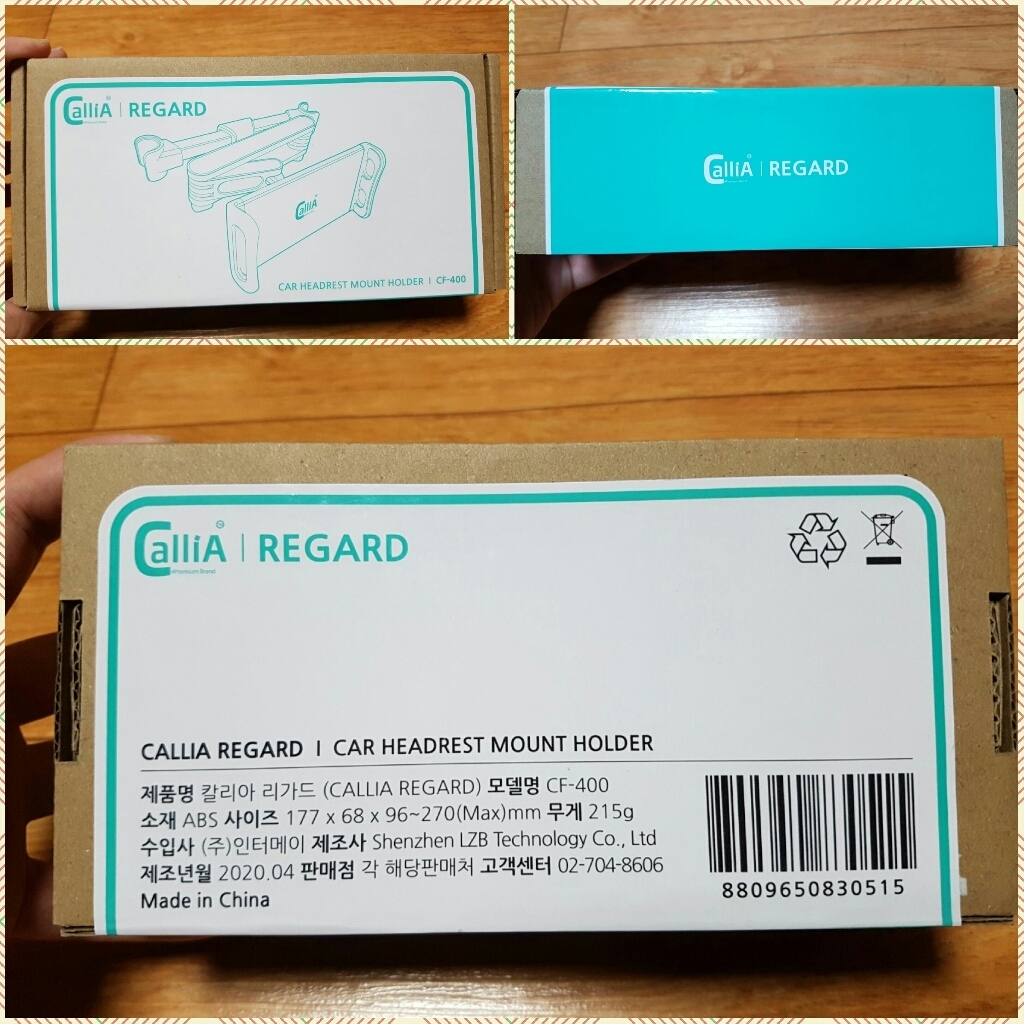 CalliA | REGARD
CalliA
CAR HEADREST MOUNT HOLDER | CF-400
CalliA | REGARD
CalliA | REGARD
ePremium Brand
CALLIA REGARD | CAR HEADREST MOUNT HOLDER
제품명 칼리아 리가드 (CALLIA REGARD) 모델명 CF-400
소재 ABS 사이즈 177 x 68 x 96~270(Max)mm 무게 215g
수입사 (주)인터메이 제조사 Shenzhen LZB Technology Co., Ltd
제조년월 2020.04 판매점 각 해당판매처 고객센터 02-704-8606
Made in China
8809650830515